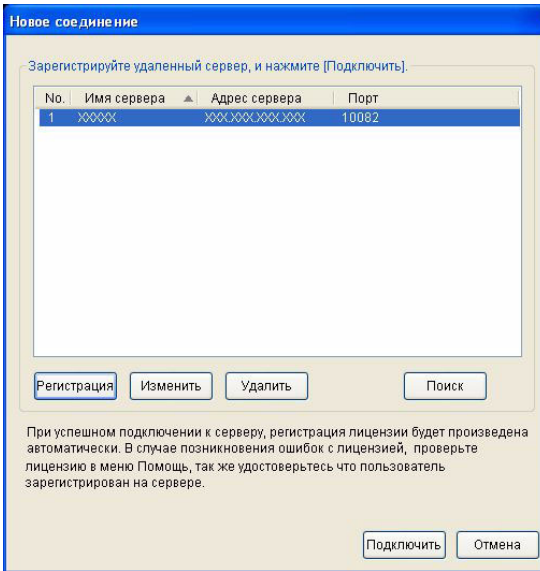 Новое соединение
Зарегистрируйте удаленный сервер, и нажмите [Подключить].
No. Имя сервера Адрес сервера Порт
1 XXXXX XXX.XXX.XXX.XXX 10082
Регистрация Изменить Удалить Поиск
При успешном подключении к серверу, регистрация лицензии будет произведена
автоматически. В случае позникновения ошибок с лицензией, проверьте
лицензию в меню Помощь, так же удостоверьтесь что пользователь
зарегистрирован на сервере.
Подключить Отмена